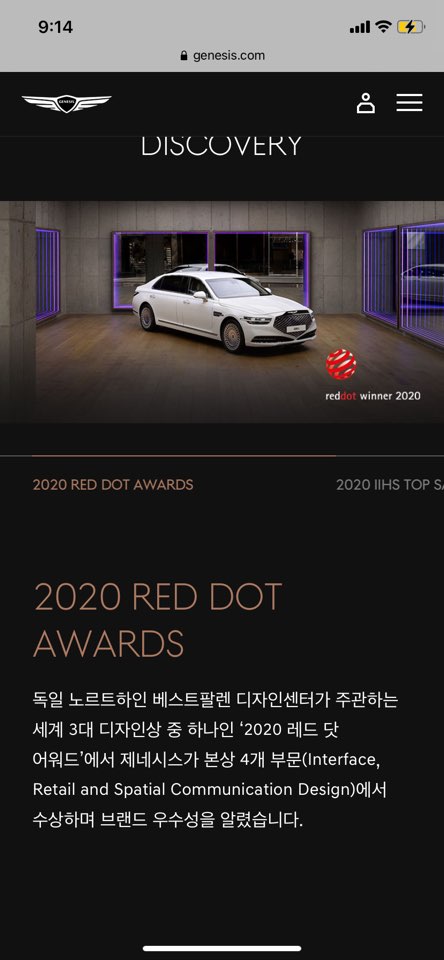 9:14
genesis.com
GENESIS
DISCOVERY
reddot winner 2020
2020 RED DOT AWARDS
2020 IIHS TOP SA
2020 RED DOT
AWARDS
독일 노르트하인 베스트팔렌 디자인센터가 주관하는
세계 3대 디자인상 중 하나인 ‘2020 레드 닷
어워드’에서 제네시스가 본상 4개 부문(Interface,
Retail and Spatial Communication Design)에서
수상하며 브랜드 우수성을 알렸습니다.